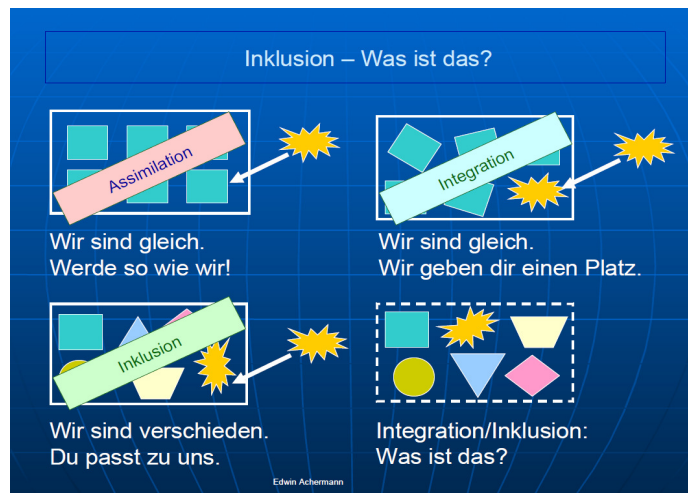 Inklusion – Was ist das?
Assimilation
Integration
Wir sind gleich.
Werde so wie wir!
Wir sind gleich.
Wir geben dir einen Platz.
Inklusion
Wir sind verschieden.
Du passt zu uns.
Integration/Inklusion:
Was ist das?
Edwin Achermann